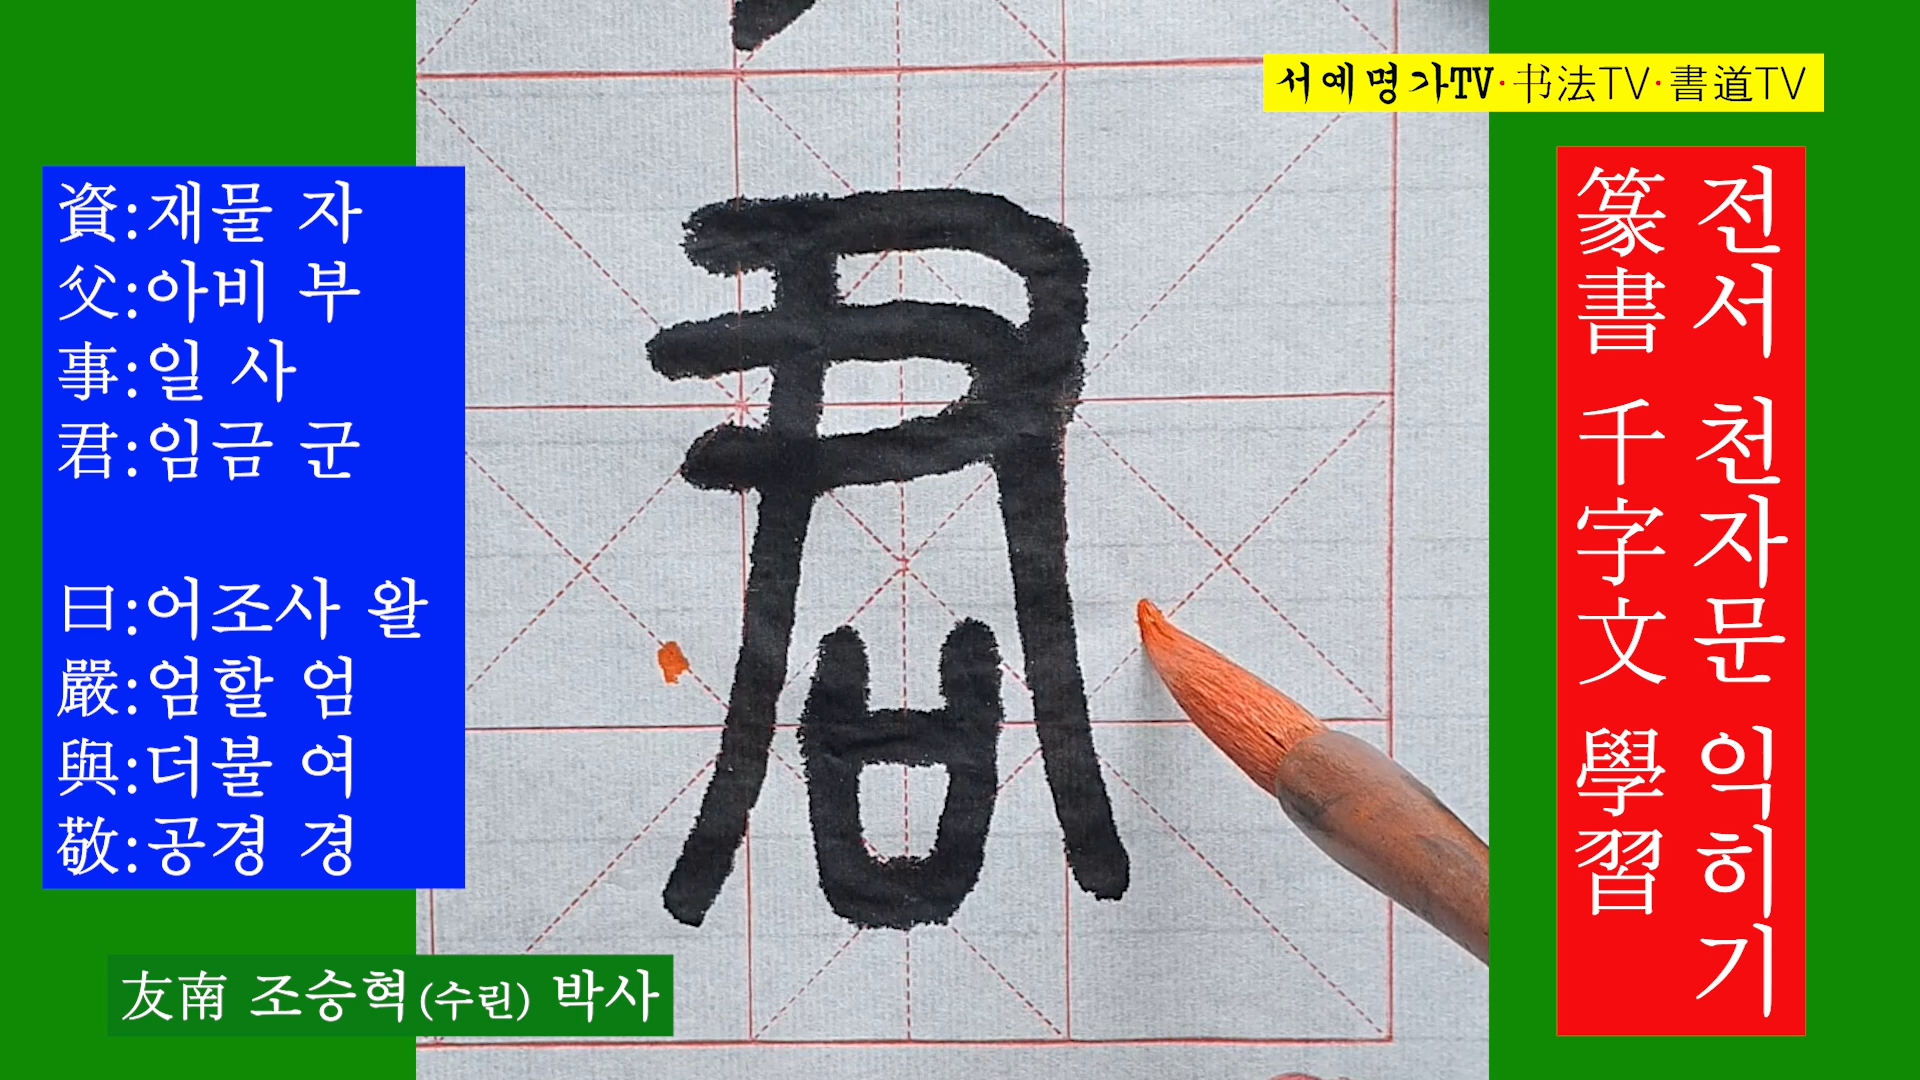 서예명가TV·书法TV·書道TV
資:재물 자
父:아비 부
事:일 사
君:임금 군
曰:어조사 왈
嚴:엄할 엄
與:더불 여
敬:공경 경
君
전서 천자문 익히기
篆書 千字文 學習
友南 조승혁(수린) 박사